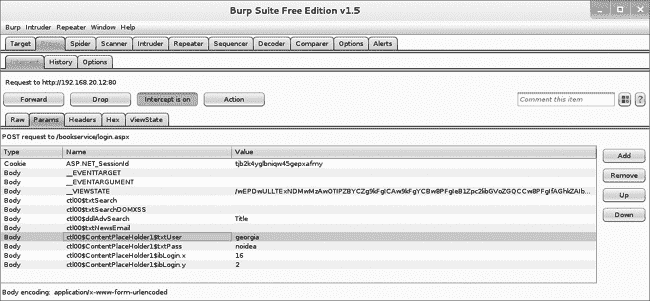 Burp Suite Free Edition v1.5
Burp Intruder Repeater Window Help
Target Proxy Spider Scanner Intruder Repeater Sequencer Decoder Comparer Options Alerts
Intercept History Options
Request to http://192.168.20.12:80
Forward Drop Intercept is on Action Comment this item ?
Raw Params Headers Hex ViewState
POST request to /bookservice/login.aspx
Type Name Value
Cookie ASP.NET_SessionId tjb2k4yglbniqw45gepxafmy Add
Body __EVENTTARGET
Body __EVENTARGUMENT Remove
Body __VIEWSTATE
Body ctl00$txtSearch Up
Body ctl00$txtSearchDOMXSS
Body ctl00$ddlAdvSearch Title Down
Body ctl00$txtNewsEmail
Body ctl00$ContentPlaceHolder1$txtUser georgia
Body ctl00$ContentPlaceHolder1$txtPass noidea
Body ctl00$ContentPlaceHolder1$ibLogin.x 16
Body ctl00$ContentPlaceHolder1$ibLogin.y 2
Body encoding: application/x-www-form-urlencoded